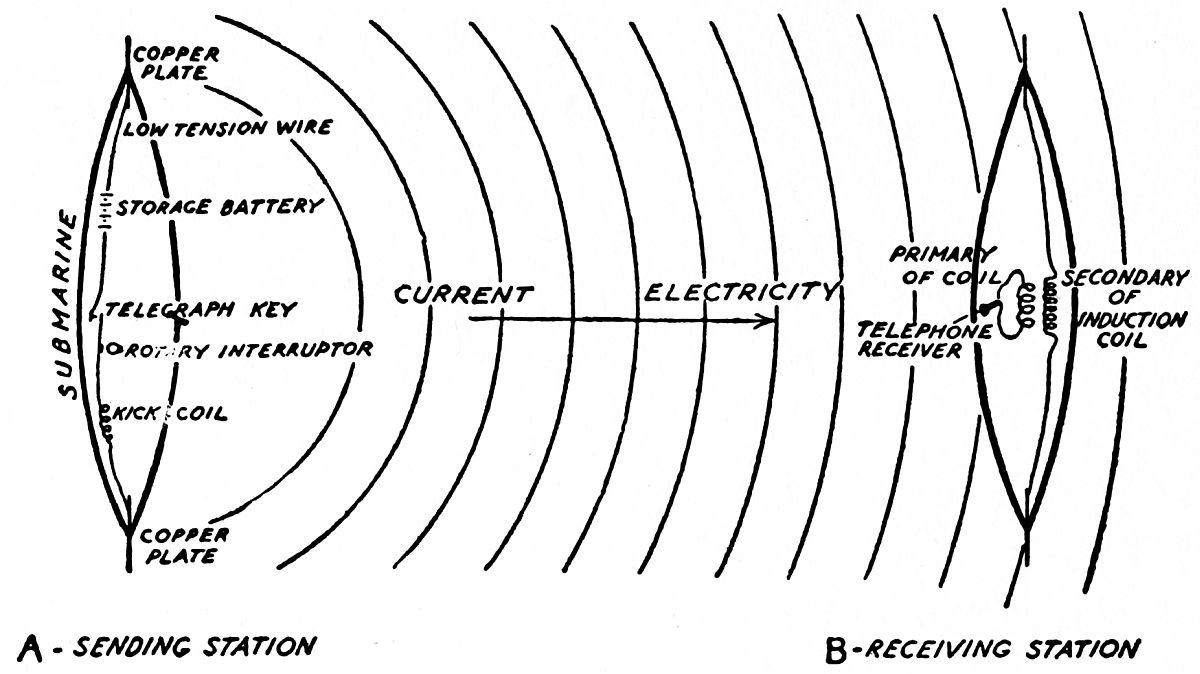 COPPER
PLATE
LOW TENSION WIRE
STORAGE BATTERY
SUBMARINE
TELEGRAPH KEY
ROTARY INTERRUPTOR
KICK COIL
COPPER
PLATE
CURRENT
ELECTRICITY
PRIMARY
OF COIL
TELEPHONE
RECEIVER
SECONDARY
OF
INDUCTION
COIL
A - SENDING STATION
B - RECEIVING STATION